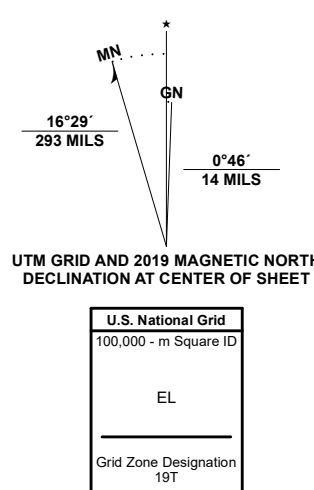 ★
MN
GN
16°29´
293 MILS
0°46´
14 MILS
UTM GRID AND 2019 MAGNETIC NORTH
DECLINATION AT CENTER OF SHEET
U.S. National Grid
100,000 - m Square ID
EL
Grid Zone Designation
19T